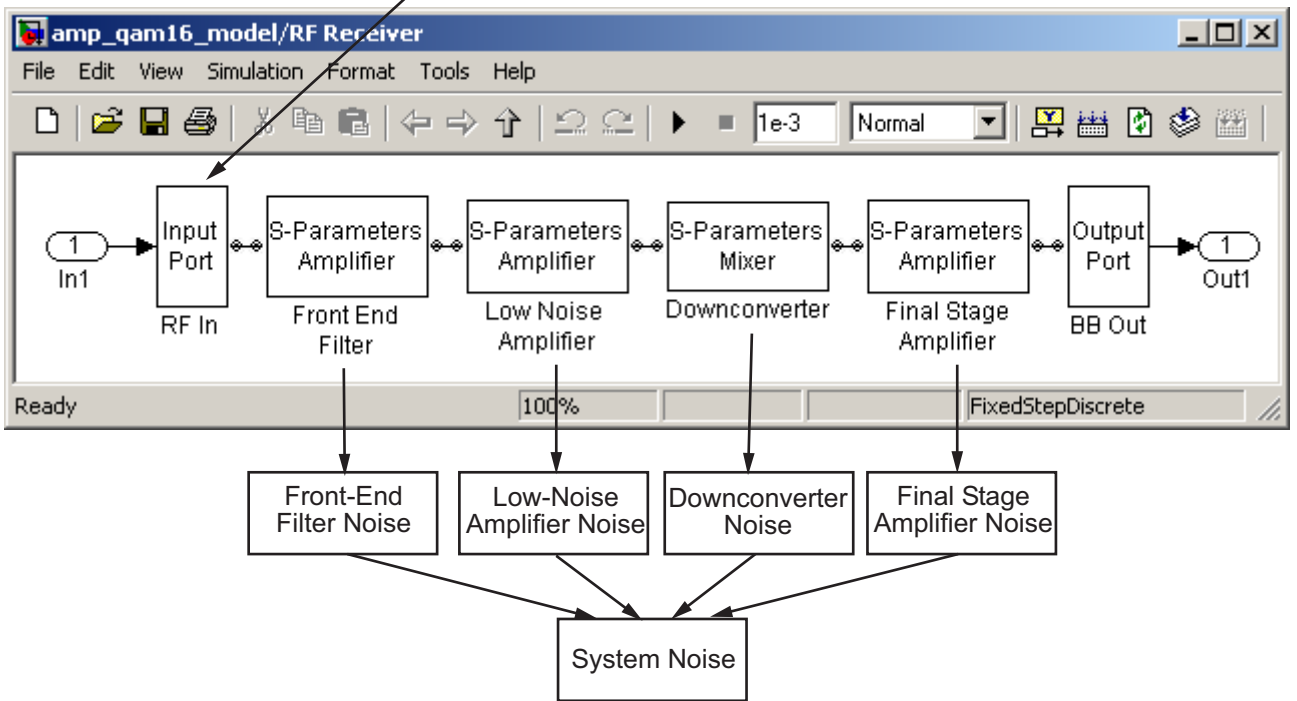 amp_qam16_model/RF Receiver
File Edit View Simulation Format Tools Help
1e-3 Normal
Input
Port
RF In
1
In1
S-Parameters
Amplifier
Front End
Filter
S-Parameters
Amplifier
Low Noise
Amplifier
S-Parameters
Mixer
Downconverter
S-Parameters
Amplifier
Final Stage
Amplifier
Output
Port
BB Out
1
Out1
Ready 100% FixedStepDiscrete
Front-End
Filter Noise
Low-Noise
Amplifier Noise
Downconverter
Noise
Final Stage
Amplifier Noise
System Noise